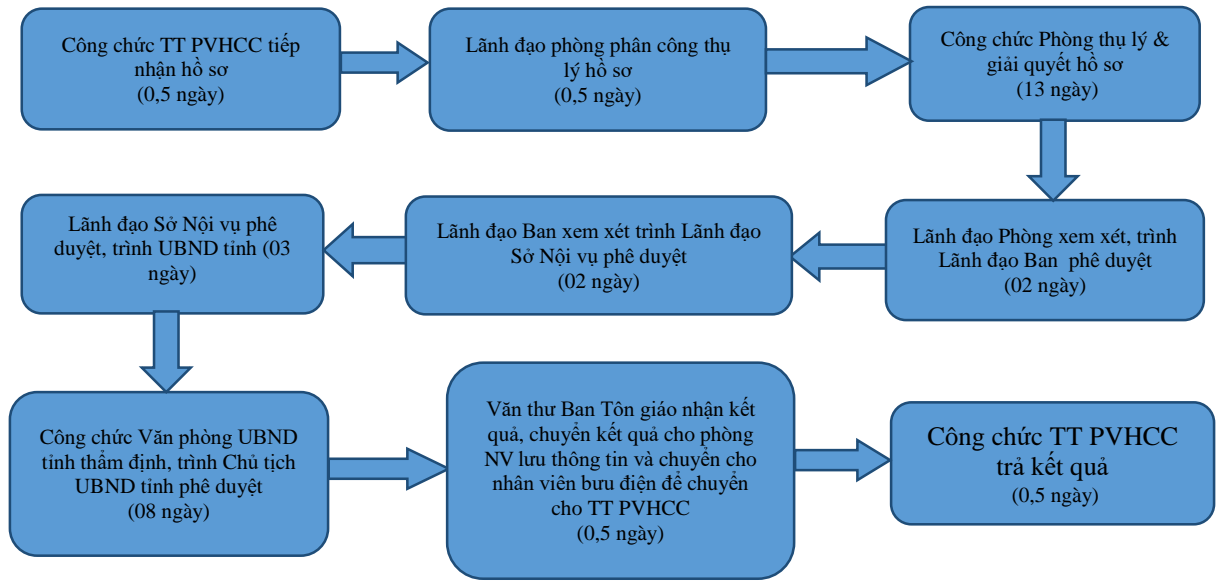 Công chức TT PVHCC tiếp
nhận hồ sơ
(0,5 ngày)
Lãnh đạo phòng phân công thụ
lý hồ sơ
(0,5 ngày)
Công chức Phòng thụ lý &
giải quyết hồ sơ
(13 ngày)
Lãnh đạo Phòng xem xét, trình
Lãnh đạo Ban phê duyệt
(02 ngày)
Lãnh đạo Ban xem xét trình Lãnh đạo
Sở Nội vụ phê duyệt
(02 ngày)
Lãnh đạo Sở Nội vụ phê
duyệt, trình UBND tỉnh (03
ngày)
Công chức Văn phòng UBND
tỉnh thẩm định, trình Chủ tịch
UBND tỉnh phê duyệt
(08 ngày)
Văn thư Ban Tôn giáo nhận kết
quả, chuyển kết quả cho phòng
NV lưu thông tin và chuyển cho
nhân viên bưu điện để chuyển
cho TT PVHCC
(0,5 ngày)
Công chức TT PVHCC
trả kết quả
(0,5 ngày)